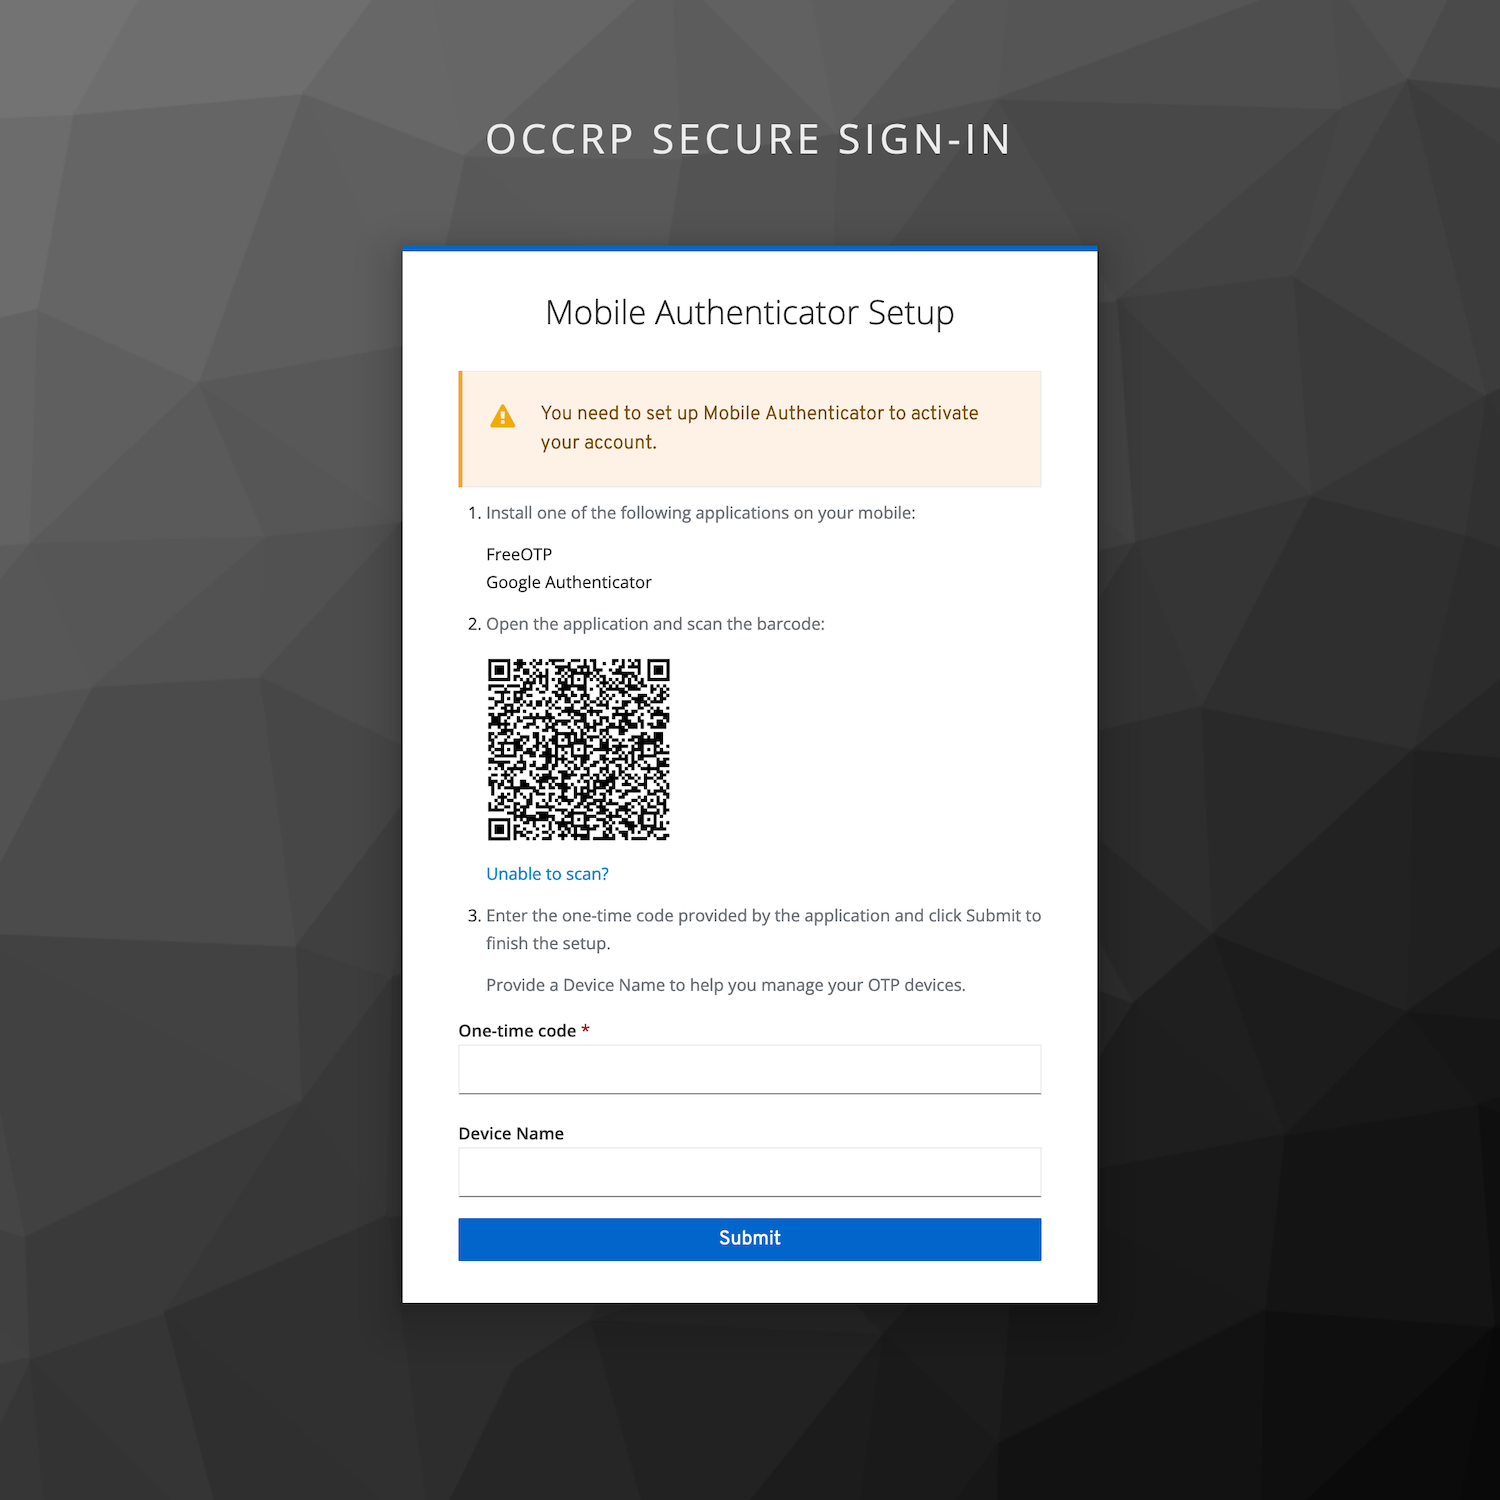 OCCRP SECURE SIGN-IN
Mobile Authenticator Setup
You need to set up Mobile Authenticator to activate
your account.
1. Install one of the following applications on your mobile:
FreeOTP
Google Authenticator
2. Open the application and scan the barcode:
Unable to scan?
3. Enter the one-time code provided by the application and click Submit to
finish the setup.
Provide a Device Name to help you manage your OTP devices.
One-time code *
Device Name
Submit